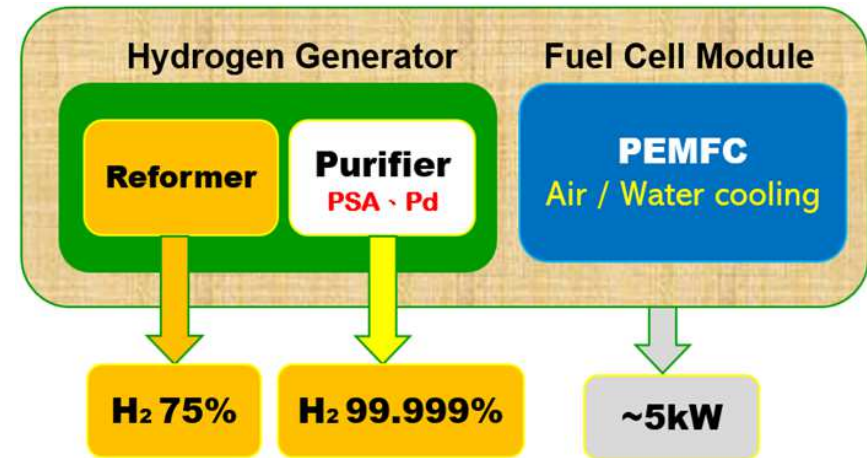 Hydrogen Generator
Fuel Cell Module
Reformer
Purifier
PSA、Pd
PEMFC
Air / Water cooling
H₂ 75%
H₂ 99.999%
~5kW